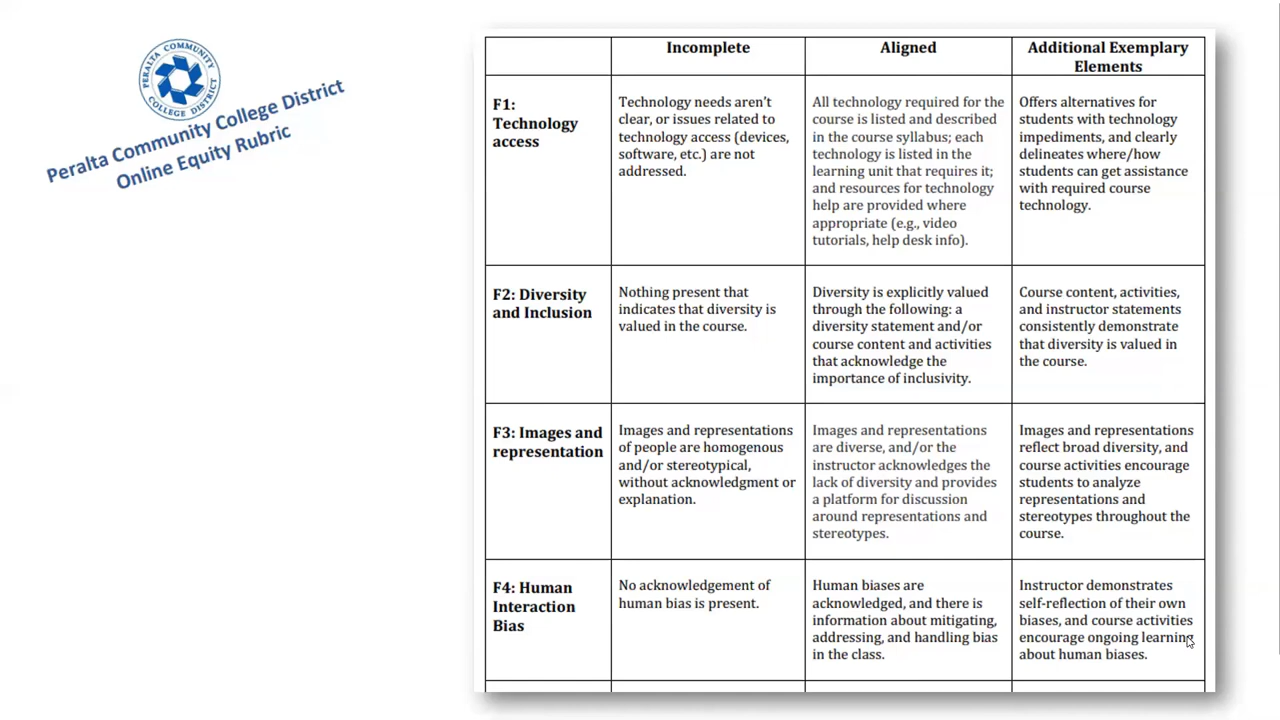 PERALTA COMMUNITY
COLLEGE DISTRICT
Peralta Community College District
Online Equity Rubric
Incomplete
Aligned
Additional Exemplary
Elements
F1:
Technology
access
Technology needs aren't
clear, or issues related to
technology access (devices,
software, etc.) are not
addressed.
All technology required for the
course is listed and described
in the course syllabus; each
technology is listed in the
learning unit that requires it;
and resources for technology
help are provided where
appropriate (e.g., video
tutorials, help desk info).
Offers alternatives for
students with technology
impediments, and clearly
delineates where/how
students can get assistance
with required course
technology.
F2: Diversity
and Inclusion
Nothing present that
indicates that diversity is
valued in the course.
Diversity is explicitly valued
through the following: a
diversity statement and/or
course content and activities
that acknowledge the
importance of inclusivity.
Course content, activities,
and instructor statements
consistently demonstrate
that diversity is valued in
the course.
F3: Images and
representation
Images and representations
of people are homogenous
and/or stereotypical,
without acknowledgment or
explanation.
Images and representations
are diverse, and/or the
instructor acknowledges the
lack of diversity and provides
a platform for discussion
around representations and
stereotypes.
Images and representations
reflect broad diversity, and
course activities encourage
students to analyze
representations and
stereotypes throughout the
course.
F4: Human
Interaction
Bias
No acknowledgement of
human bias is present.
Human biases are
acknowledged, and there is
information about mitigating,
addressing, and handling bias
in the class.
Instructor demonstrates
self-reflection of their own
biases, and course activities
encourage ongoing learning
about human biases.